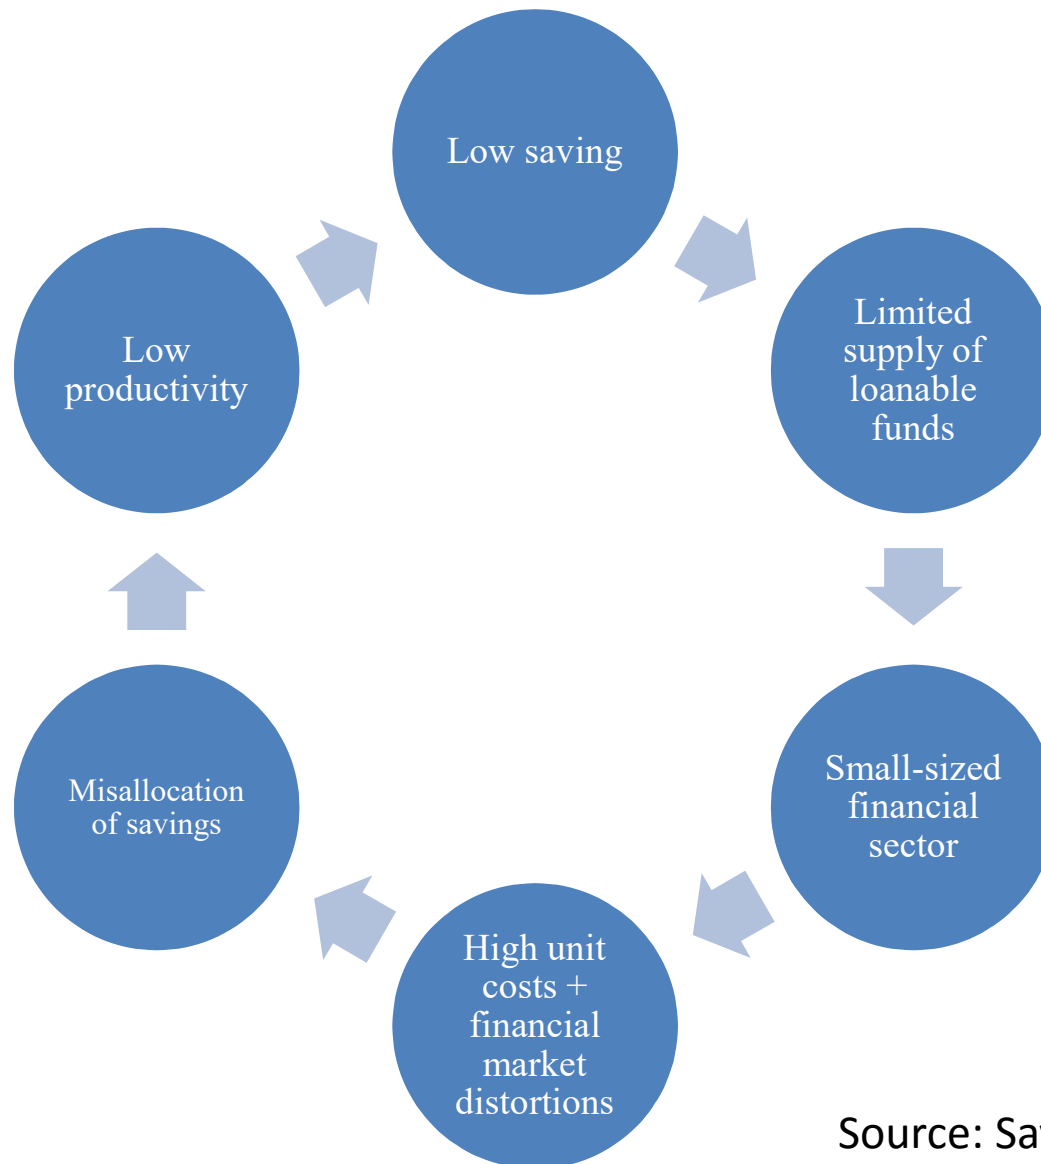 Low saving
Limited
supply of
loanable
funds
Small-sized
financial
sector
High unit
costs +
financial
market
distortions
Misallocation
of savings
Low
productivity
Source: